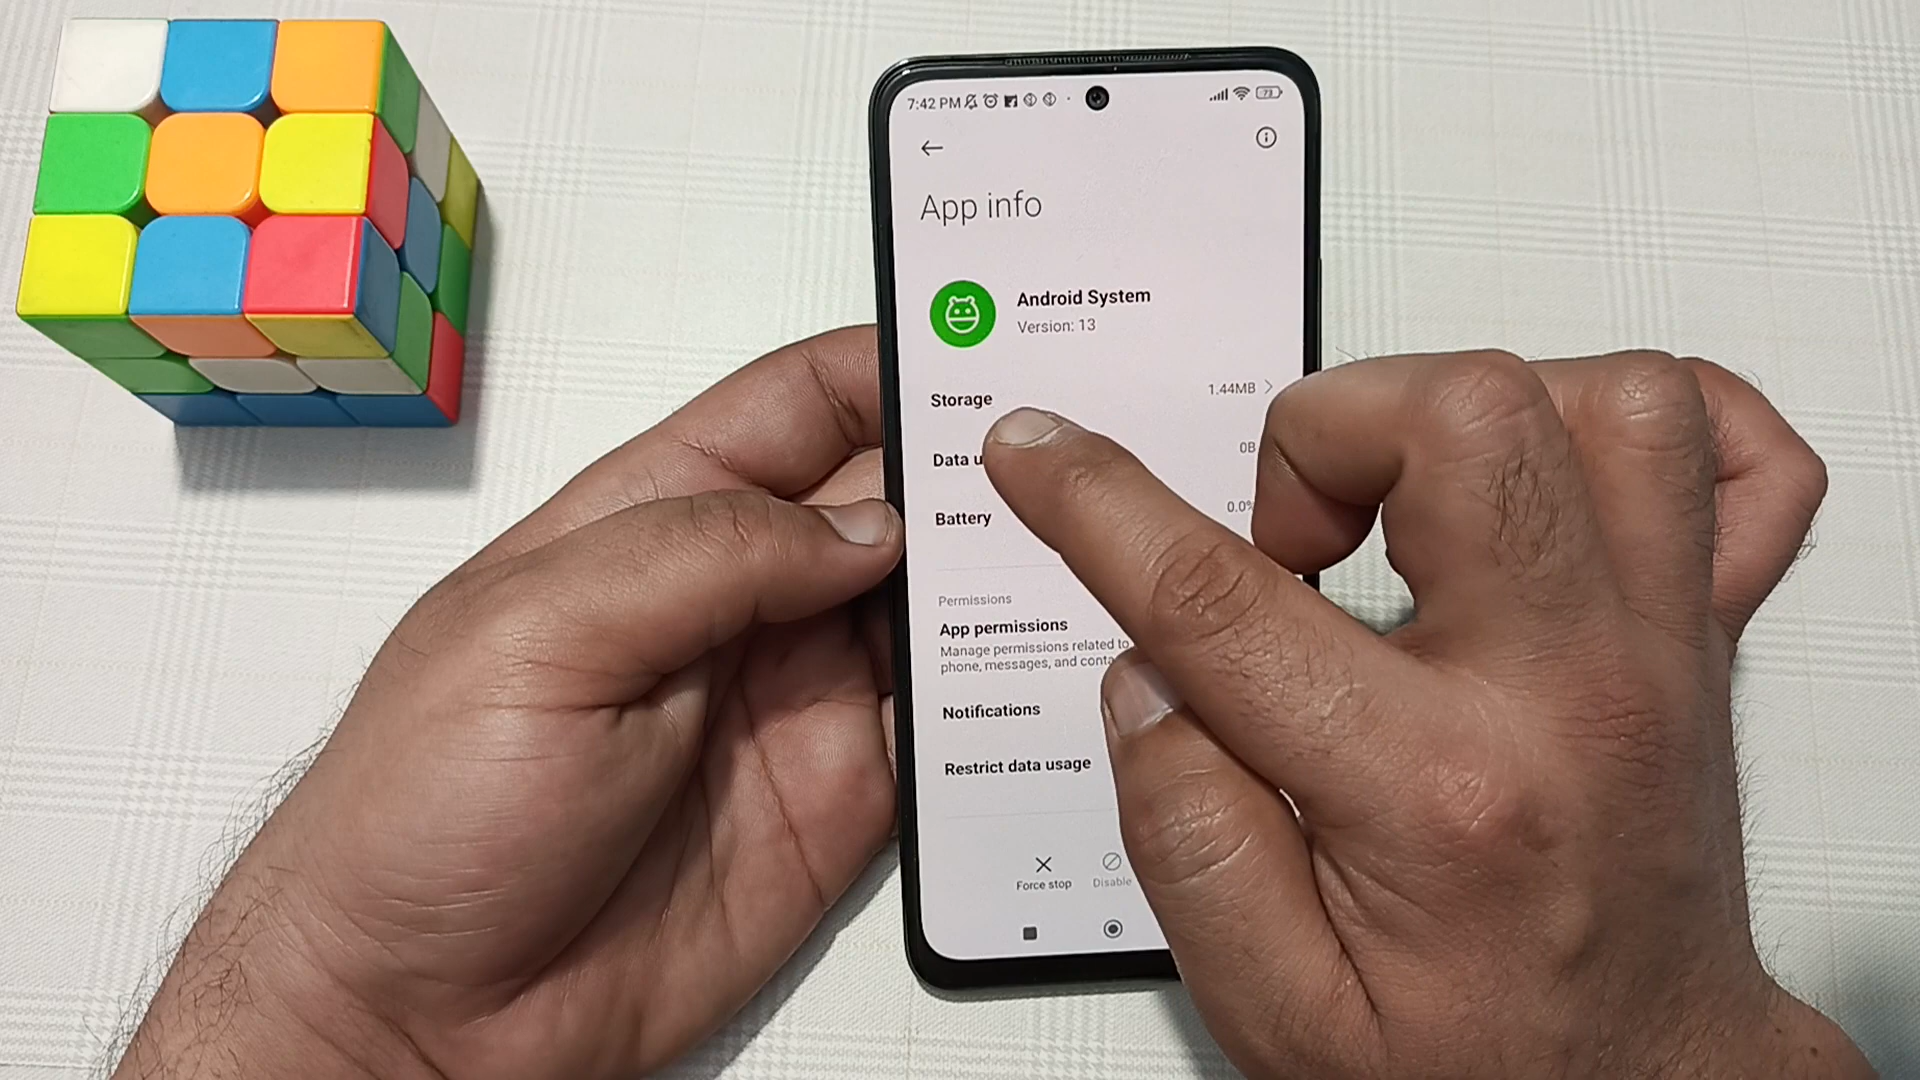 7:42 PM
73
App info
Android System
Version: 13
Storage
1.44MB
Data u
0B
Battery
0.0%
Permissions
App permissions
Manage permissions related to
phone, messages, and conta
Notifications
Restrict data usage
Force stop
Disable